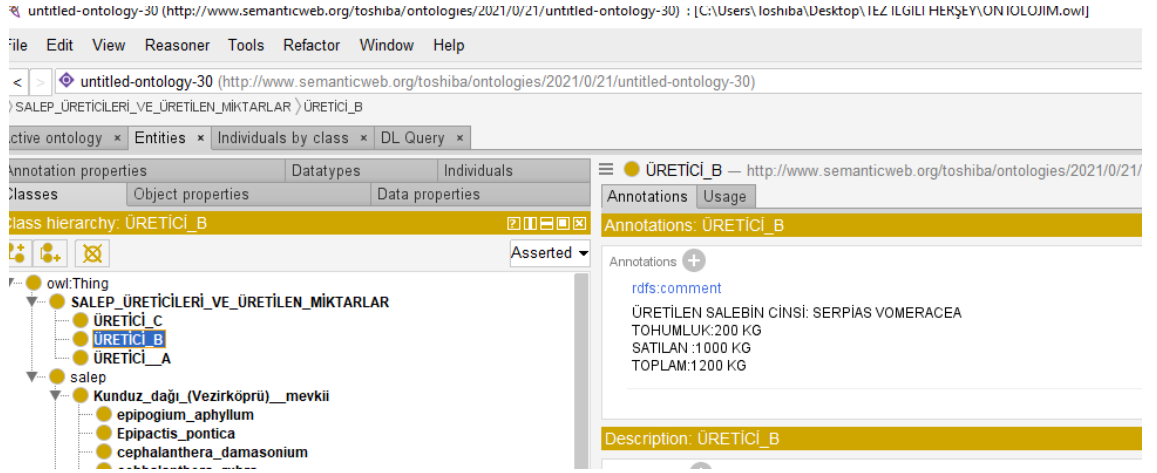 untitled-ontology-30 (http://www.semanticweb.org/toshiba/ontologies/2021/0/21/untitled-ontology-30) : [C:\Users\Toshiba\Desktop\TEZ İLGİLİ HERŞEY\ONTOLOJİM.owl]
File Edit View Reasoner Tools Refactor Window Help
< > untitled-ontology-30 (http://www.semanticweb.org/toshiba/ontologies/2021/0/21/untitled-ontology-30)
SALEP_ÜRETİCİLERİ_VE_ÜRETİLEN_MİKTARLAR ⟩ ÜRETİCİ_B
Active ontology × Entities × Individuals by class × DL Query ×
Annotation properties Datatypes Individuals
Classes Object properties Data properties
Class hierarchy: ÜRETİCİ_B
Asserted
owl:Thing
SALEP_ÜRETİCİLERİ_VE_ÜRETİLEN_MİKTARLAR
ÜRETİCİ_C
ÜRETİCİ_B
ÜRETİCİ__A
salep
Kunduz_dağı_(Vezirköprü)__mevkii
epipogium_aphyllum
Epipactis_pontica
cephalanthera_damasonium
ÜRETİCİ_B — http://www.semanticweb.org/toshiba/ontologies/2021/0/21/
Annotations Usage
Annotations: ÜRETİCİ_B
Annotations +
rdfs:comment
ÜRETİLEN SALEBİN CİNSİ: SERPİAS VOMERACEA
TOHUMLUK:200 KG
SATILAN :1000 KG
TOPLAM:1200 KG
Description: ÜRETİCİ_B